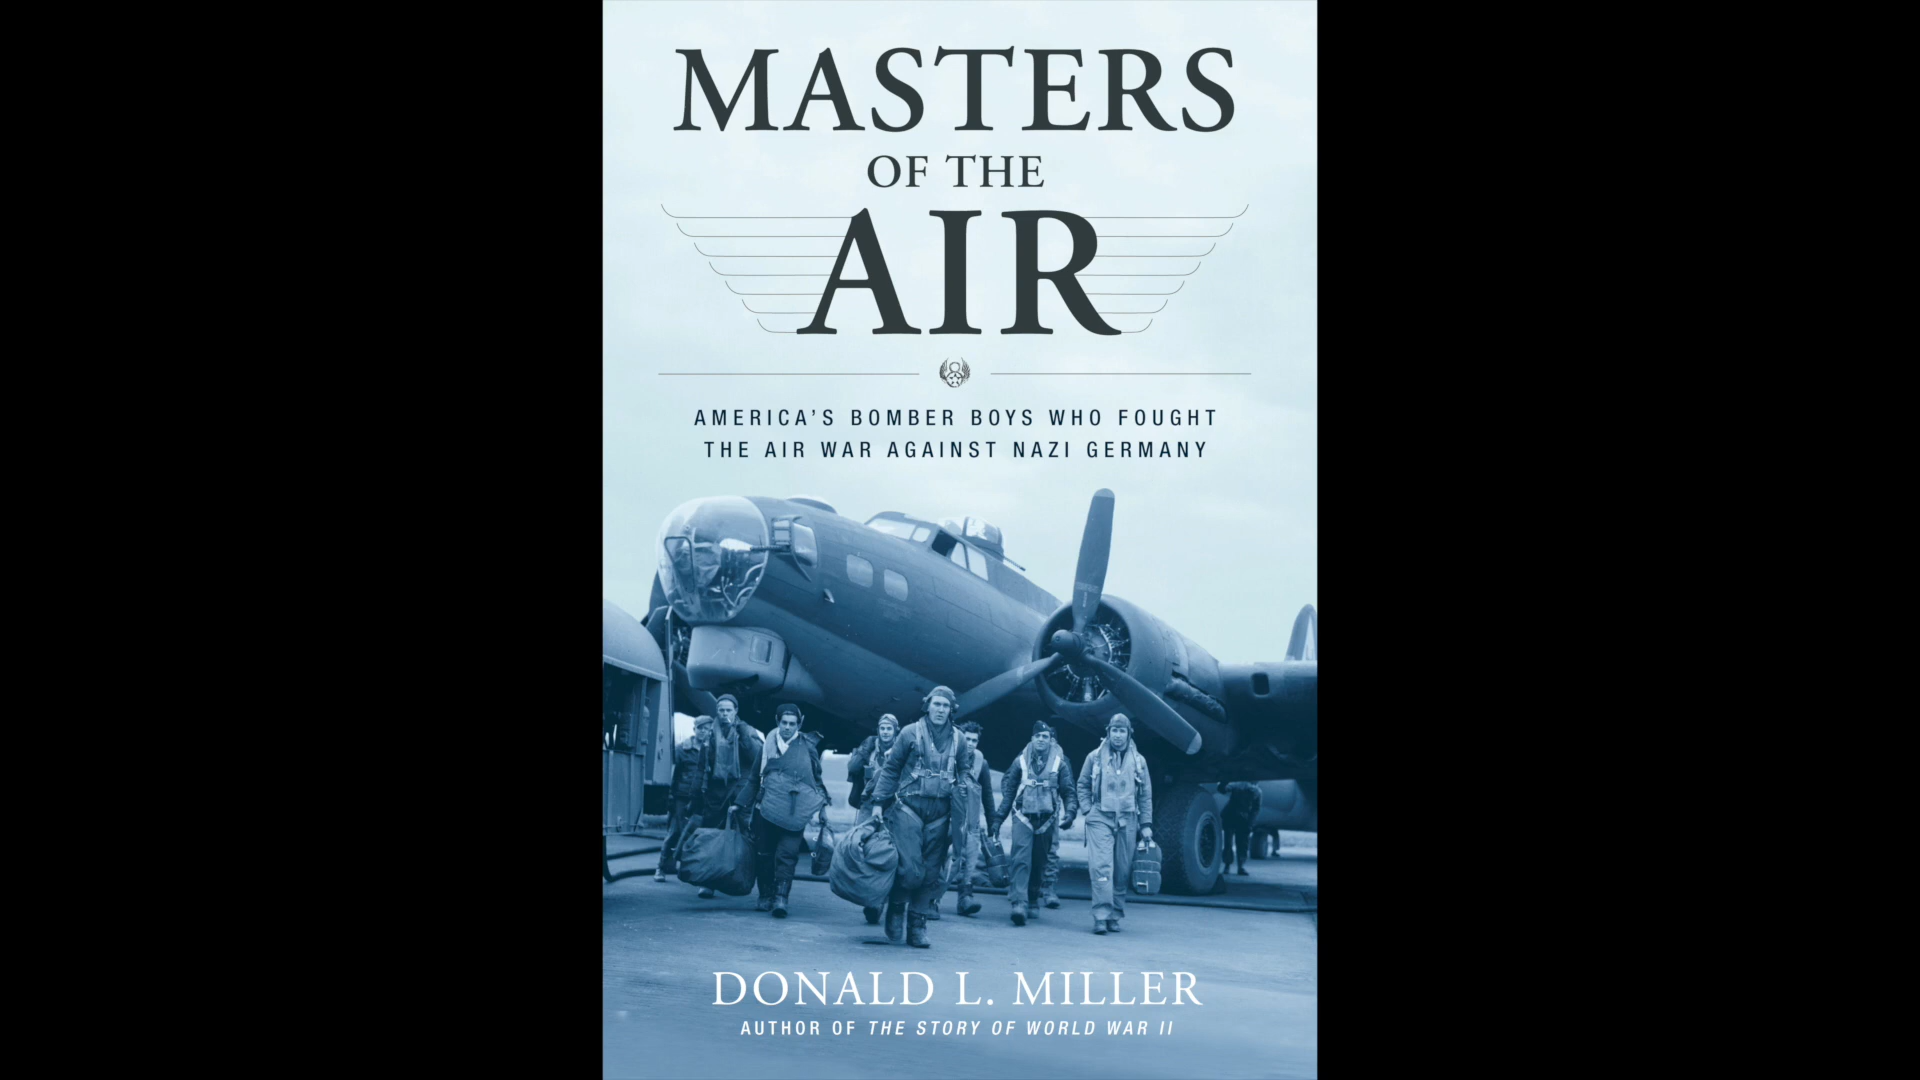 MASTERS
OF THE
AIR
AMERICA'S BOMBER BOYS WHO FOUGHT
THE AIR WAR AGAINST NAZI GERMANY
DONALD L. MILLER
AUTHOR OF THE STORY OF WORLD WAR II